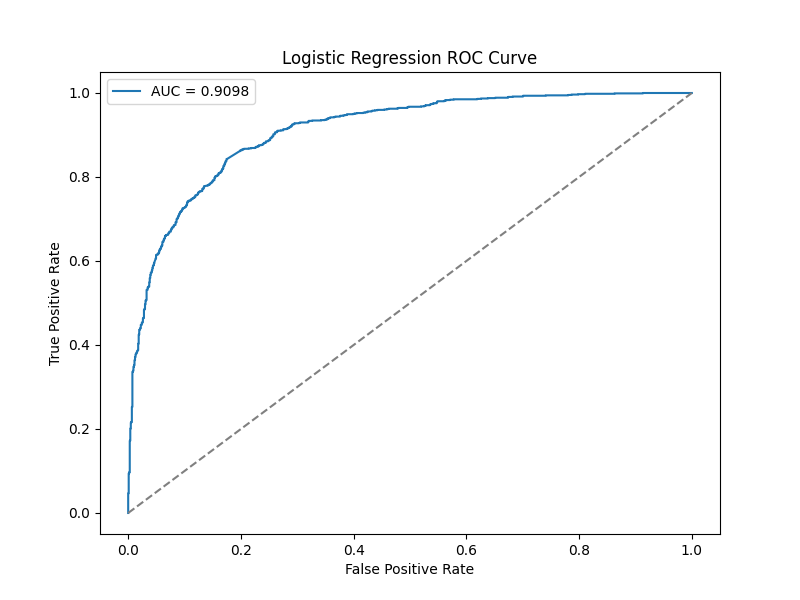 Logistic Regression ROC Curve
AUC = 0.9098
True Positive Rate
1.0
0.8
0.6
0.4
0.2
0.0
0.0 0.2 0.4 0.6 0.8 1.0
False Positive Rate